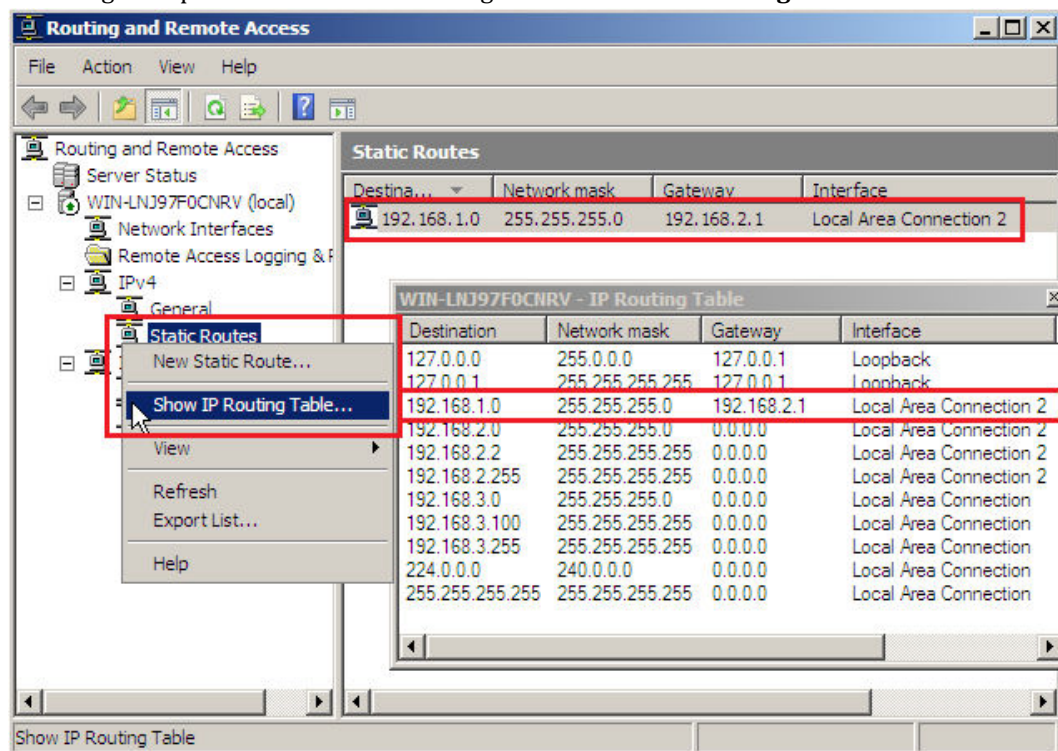 Routing and Remote Access
File Action View Help
Routing and Remote Access
Server Status
WIN-LNJ97F0CNRV (local)
Network Interfaces
Remote Access Logging &
IPv4
General
Static Routes
New Static Route...
Show IP Routing Table...
View
Refresh
Export List...
Help
Static Routes
Destina... Network mask Gateway Interface
192.168.1.0 255.255.255.0 192.168.2.1 Local Area Connection 2
WIN-LNJ97F0CNRV - IP Routing Table
Destination Network mask Gateway Interface
127.0.0.0 255.0.0.0 127.0.0.1 Loopback
127.0.0.1 255.255.255.255 127.0.0.1 Loopback
192.168.1.0 255.255.255.0 192.168.2.1 Local Area Connection 2
192.168.2.0 255.255.255.0 0.0.0.0 Local Area Connection 2
192.168.2.2 255.255.255.255 0.0.0.0 Local Area Connection 2
192.168.2.255 255.255.255.255 0.0.0.0 Local Area Connection 2
192.168.3.0 255.255.255.0 0.0.0.0 Local Area Connection
192.168.3.100 255.255.255.255 0.0.0.0 Local Area Connection
192.168.3.255 255.255.255.255 0.0.0.0 Local Area Connection
224.0.0.0 240.0.0.0 0.0.0.0 Local Area Connection
255.255.255.255 255.255.255.255 0.0.0.0 Local Area Connection
Show IP Routing Table